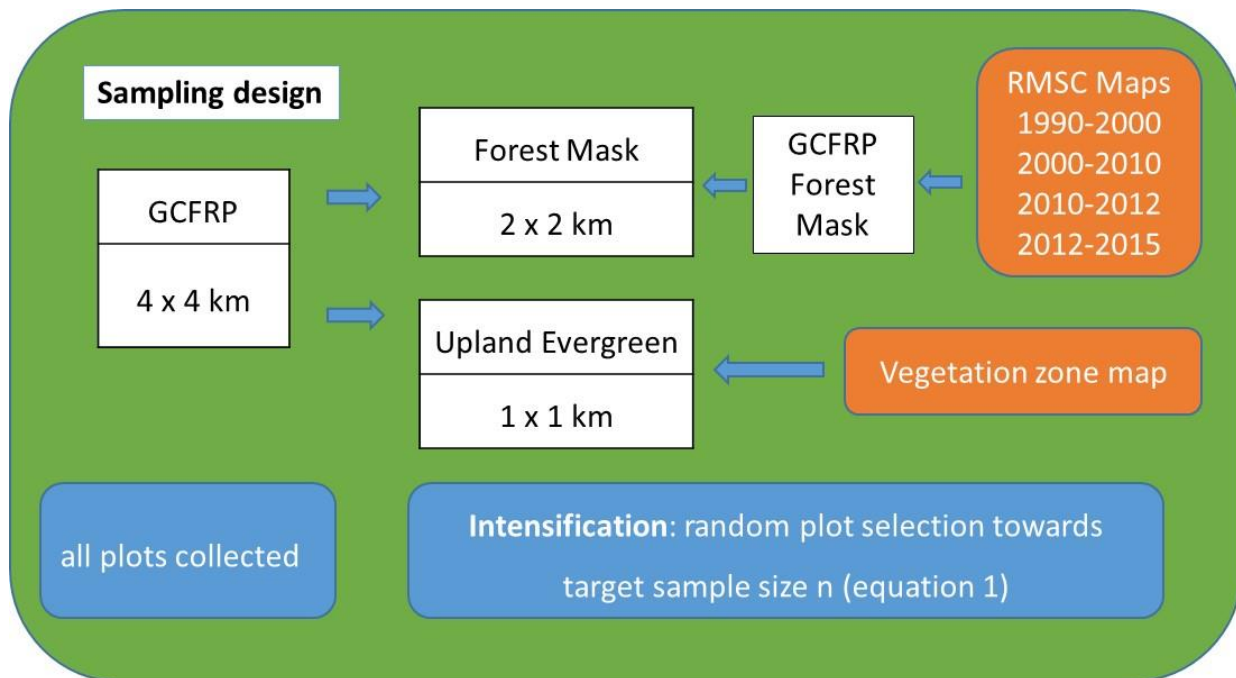 Sampling design
GCFRP
4 x 4 km
Forest Mask
2 x 2 km
GCFRP
Forest
Mask
RMSC Maps
1990-2000
2000-2010
2010-2012
2012-2015
Upland Evergreen
1 x 1 km
Vegetation zone map
all plots collected
Intensification: random plot selection towards
target sample size n (equation 1)